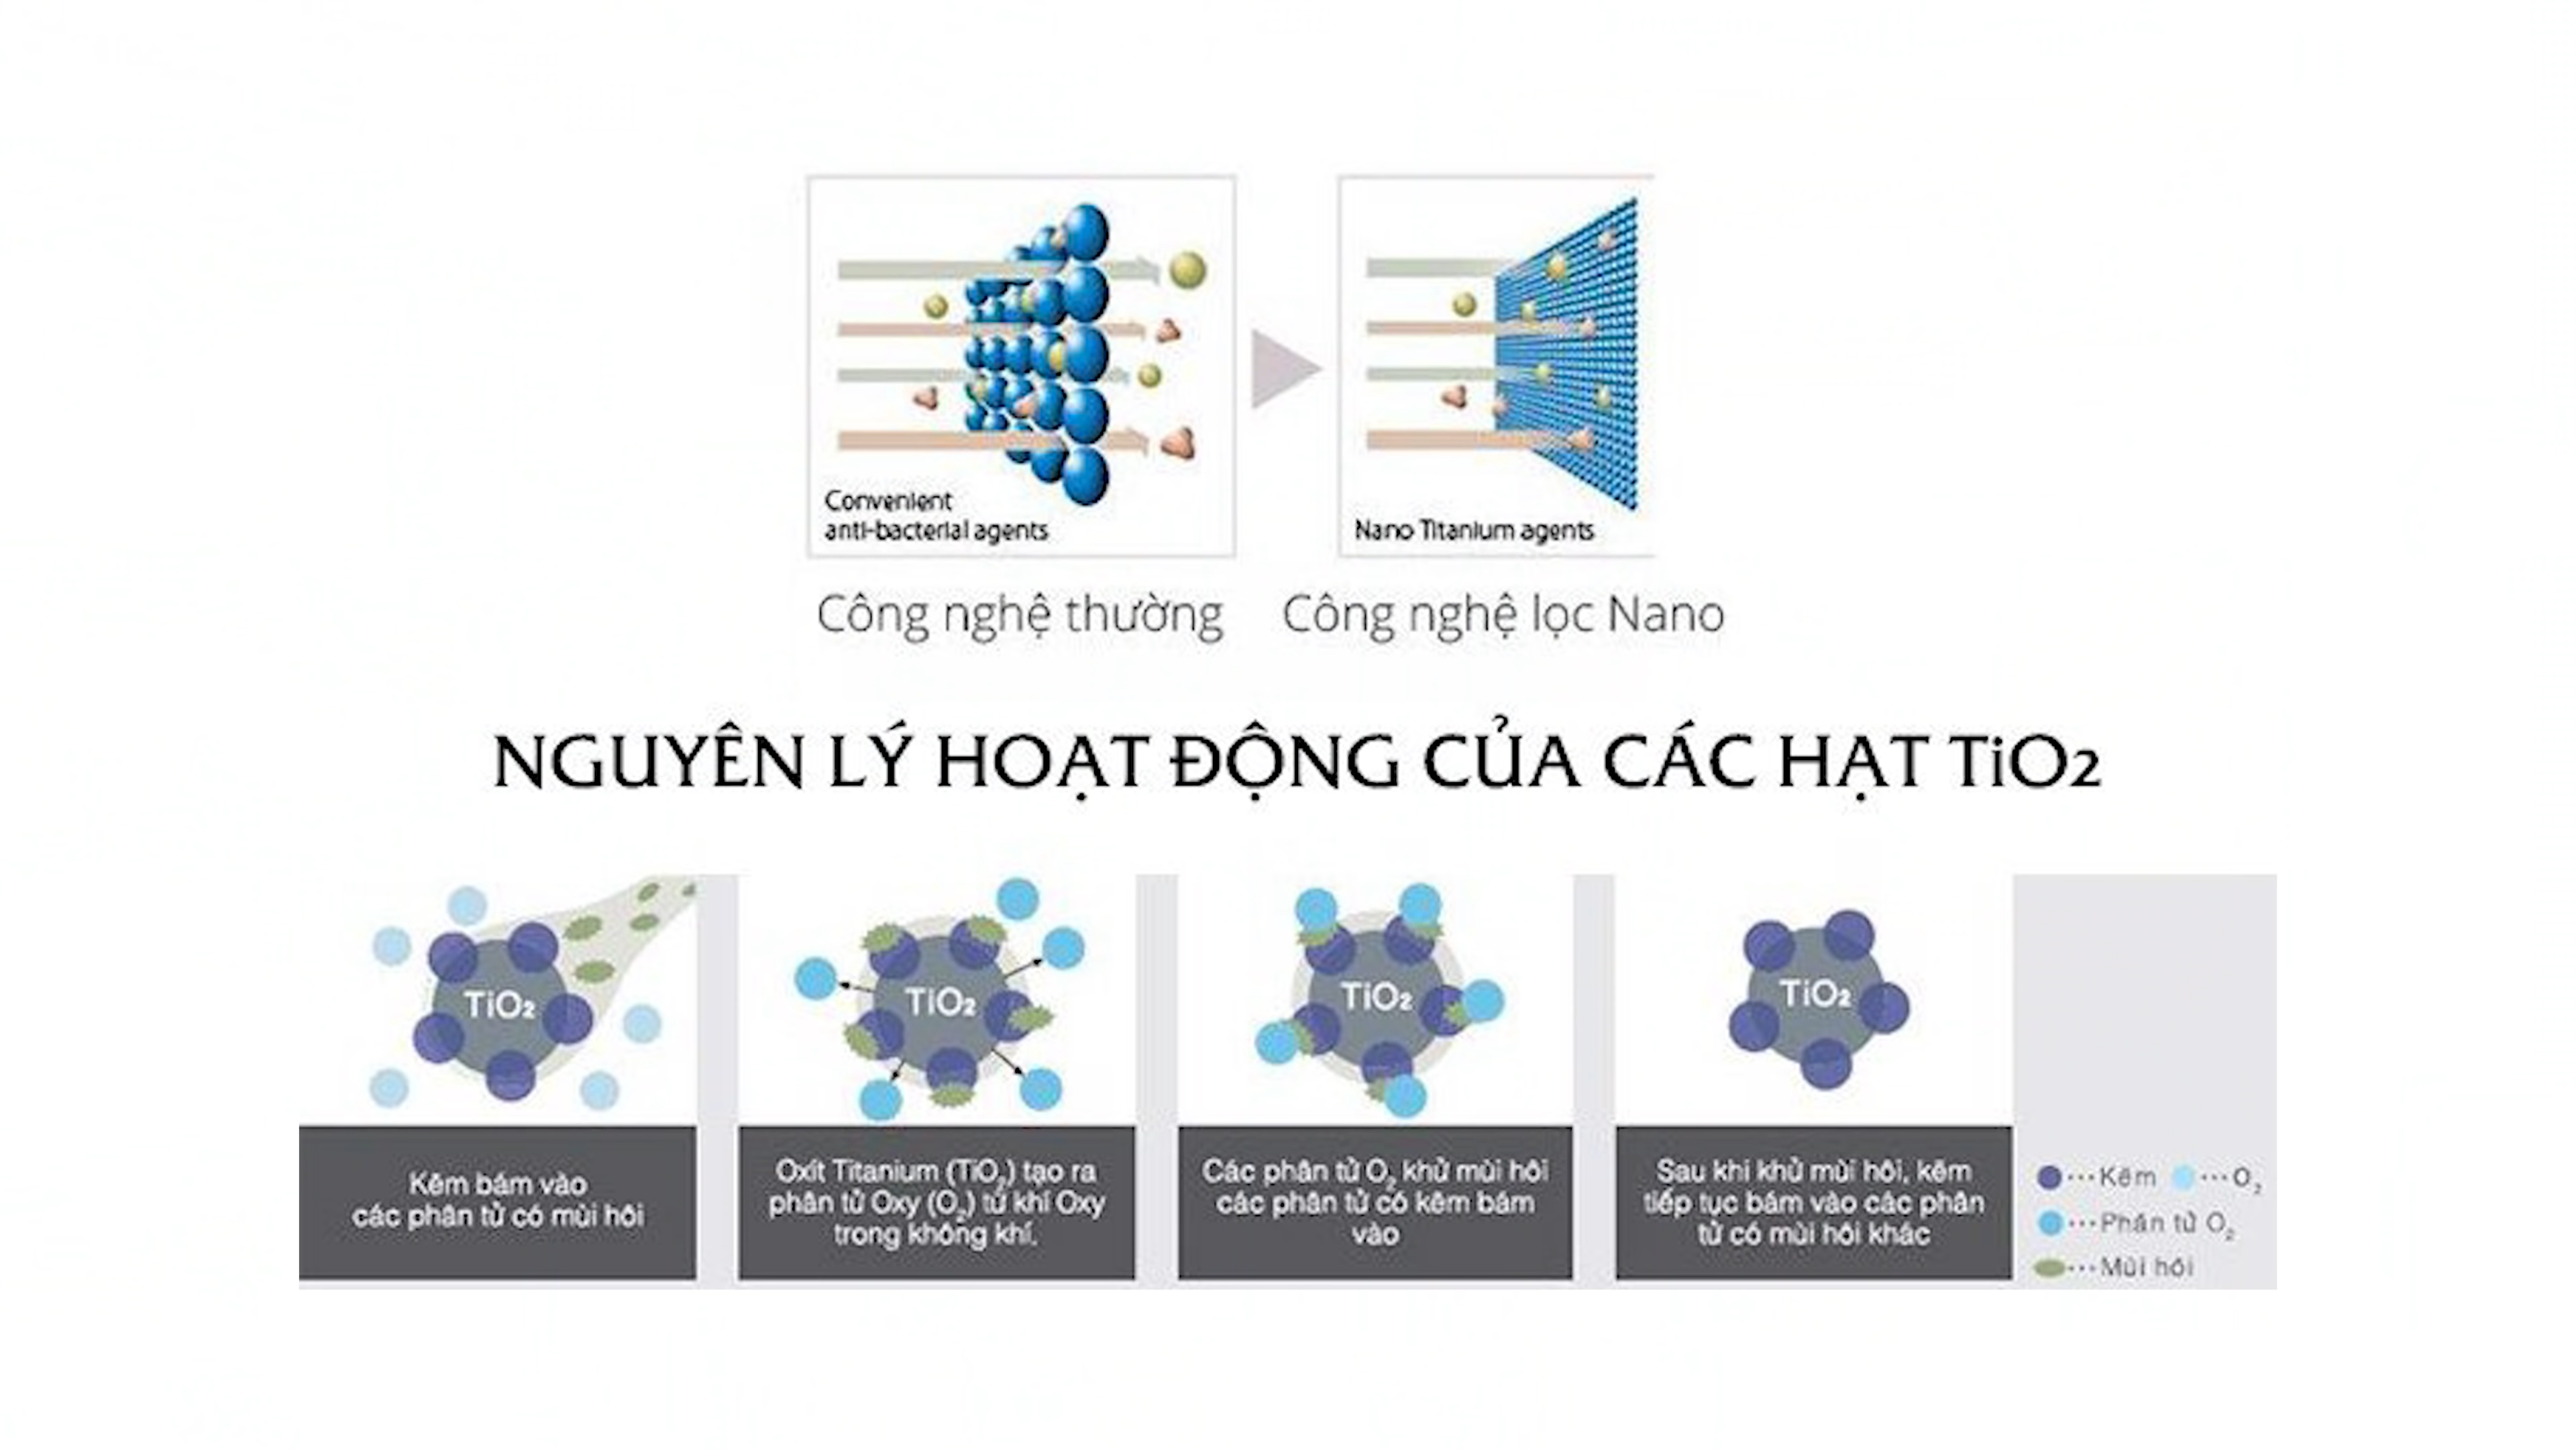 Convenient
anti-bacterial agents
Nano Titanium agents
Công nghệ thường
Công nghệ lọc Nano
NGUYÊN LÝ HOẠT ĐỘNG CỦA CÁC HẠT TiO2
TiO2
TiO2
TiO2
TiO2
Kẽm bám vào
các phân tử có mùi hôi
Oxít Titanium (TiO2) tạo ra
phân tử Oxy (O2) từ khí Oxy
trong không khí.
Các phân tử O2 khử mùi hôi
các phân tử có kẽm bám
vào
Sau khi khử mùi hôi, kẽm
tiếp tục bám vào các phân
tử có mùi hôi khác
···Kẽm ···O2
···Phân tử O2
···Mùi hôi